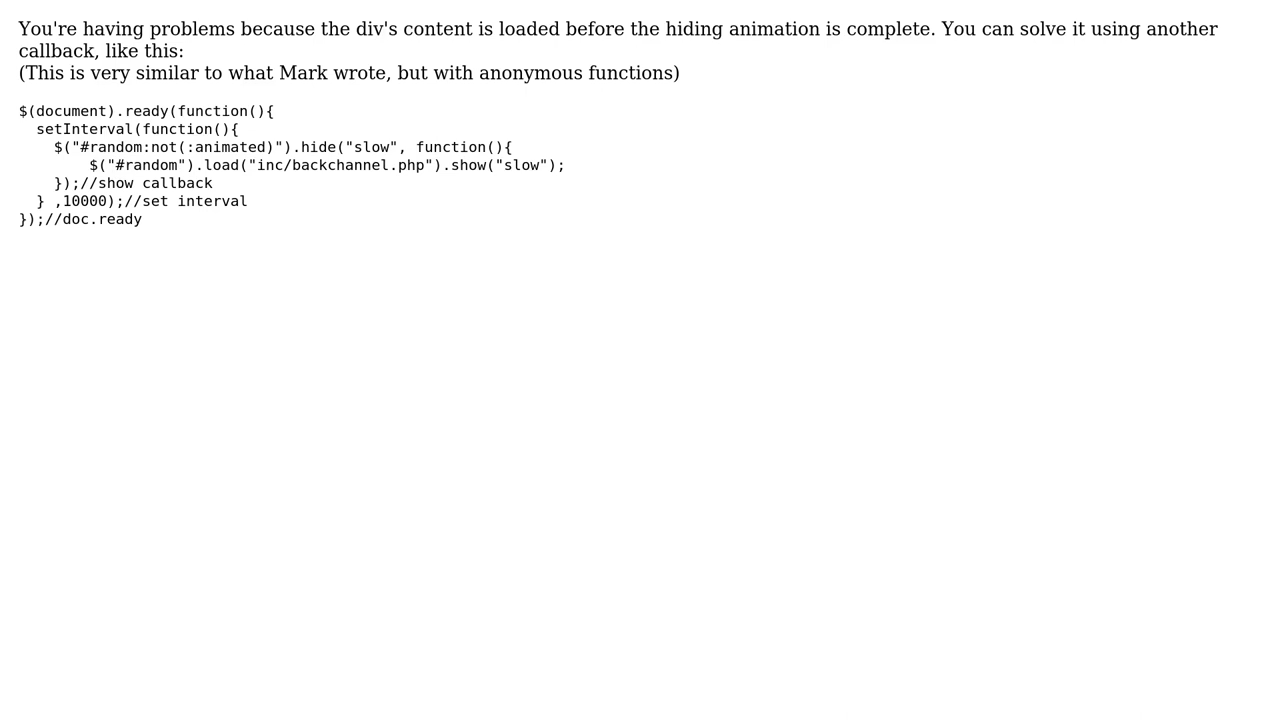 You're having problems because the div's content is loaded before the hiding animation is complete. You can solve it using another
callback, like this:
(This is very similar to what Mark wrote, but with anonymous functions)
$(document).ready(function(){
  setInterval(function(){
    $("#random:not(:animated)").hide("slow", function(){
        $("#random").load("inc/backchannel.php").show("slow");
    });//show callback
  } ,10000);//set interval
});//doc.ready